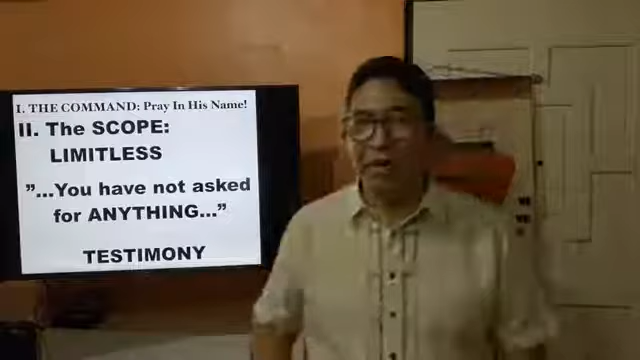 I. THE COMMAND: Pray In His Name!
II. The SCOPE:
LIMITLESS
”...You have not asked
for ANYTHING...”
TESTIMONY